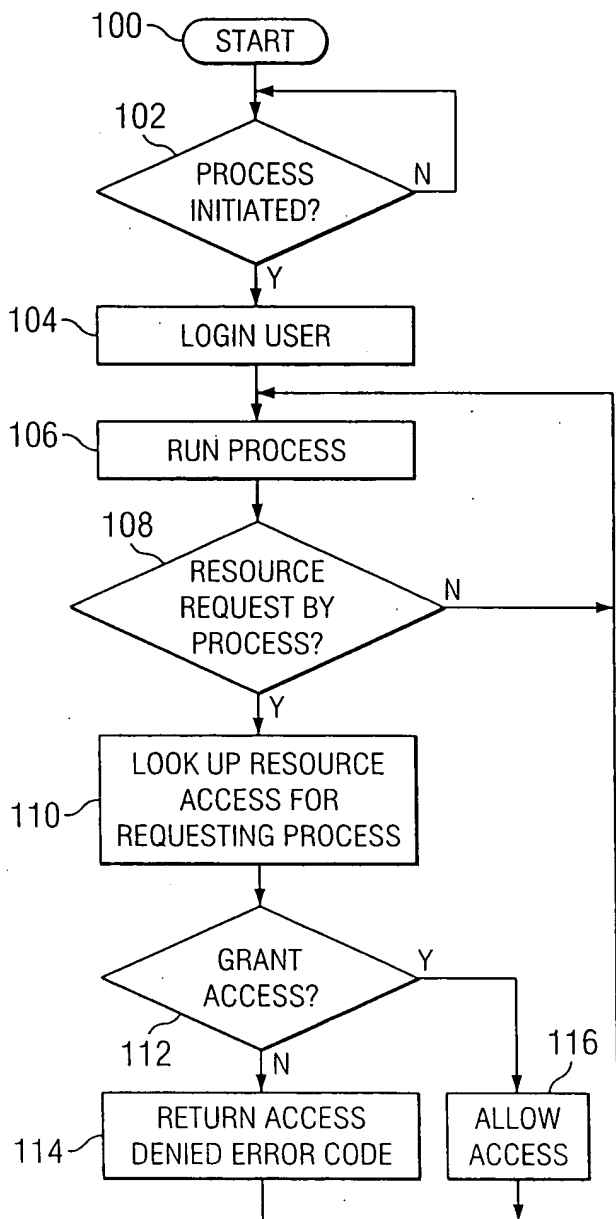 100
START
102
PROCESS
INITIATED?
N
Y
104
LOGIN USER
106
RUN PROCESS
108
RESOURCE
REQUEST BY
PROCESS?
N
Y
110
LOOK UP RESOURCE
ACCESS FOR
REQUESTING PROCESS
GRANT
ACCESS?
Y
112
N
116
114
RETURN ACCESS
DENIED ERROR CODE
ALLOW
ACCESS